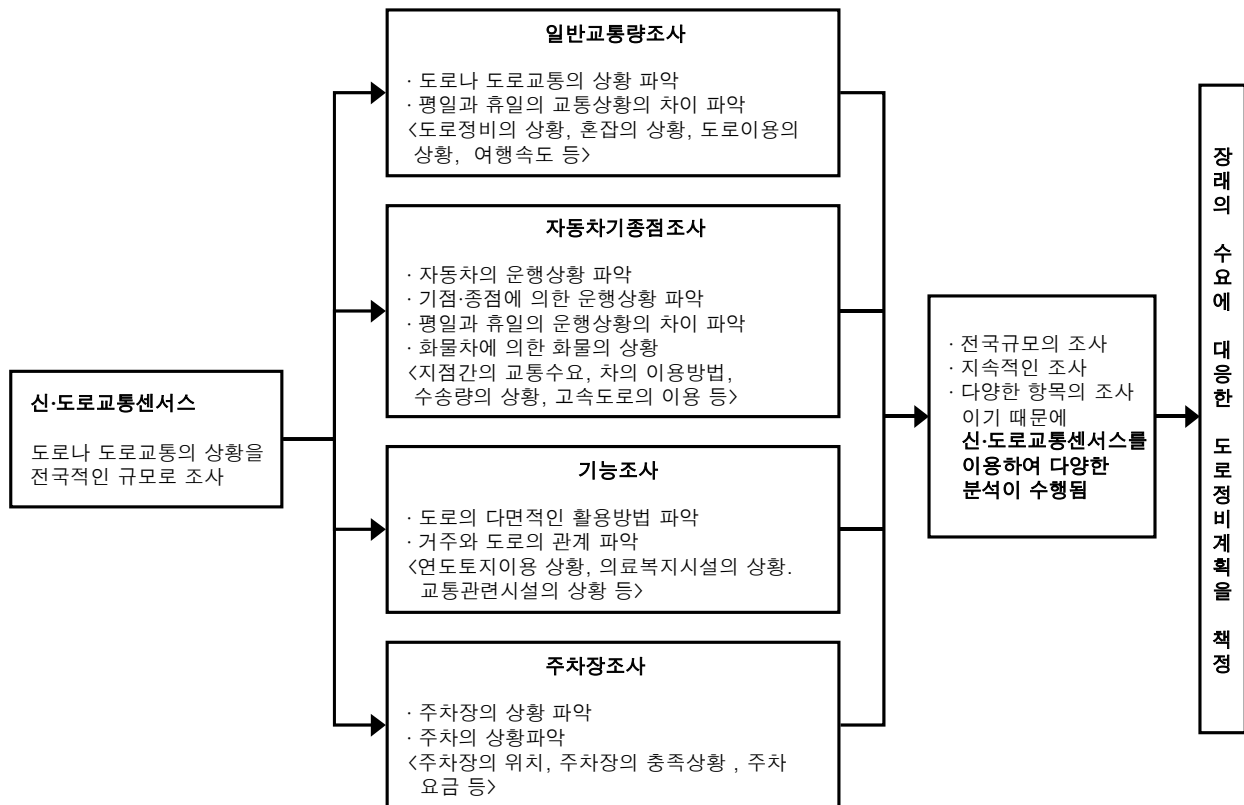 신·도로교통센서스
도로나 도로교통의 상황을
전국적인 규모로 조사
일반교통량조사
· 도로나 도로교통의 상황 파악
· 평일과 휴일의 교통상황의 차이 파악
<도로정비의 상황, 혼잡의 상황, 도로이용의
상황, 여행속도 등>
자동차기종점조사
· 자동차의 운행상황 파악
· 기점·종점에 의한 운행상황 파악
· 평일과 휴일의 운행상황의 차이 파악
· 화물차에 의한 화물의 상황
<지점간의 교통수요, 차의 이용방법,
수송량의 상황, 고속도로의 이용 등>
기능조사
· 도로의 다면적인 활용방법 파악
· 거주와 도로의 관계 파악
<연도토지이용 상황, 의료복지시설의 상황.
교통관련시설의 상황 등>
주차장조사
· 주차장의 상황 파악
· 주차의 상황파악
<주차장의 위치, 주차장의 충족상황 , 주차
요금 등>
· 전국규모의 조사
· 지속적인 조사
· 다양한 항목의 조사
이기 때문에
신·도로교통센서스를
이용하여 다양한
분석이 수행됨
장래의 수요에 대응한 도로정비계획을 책정